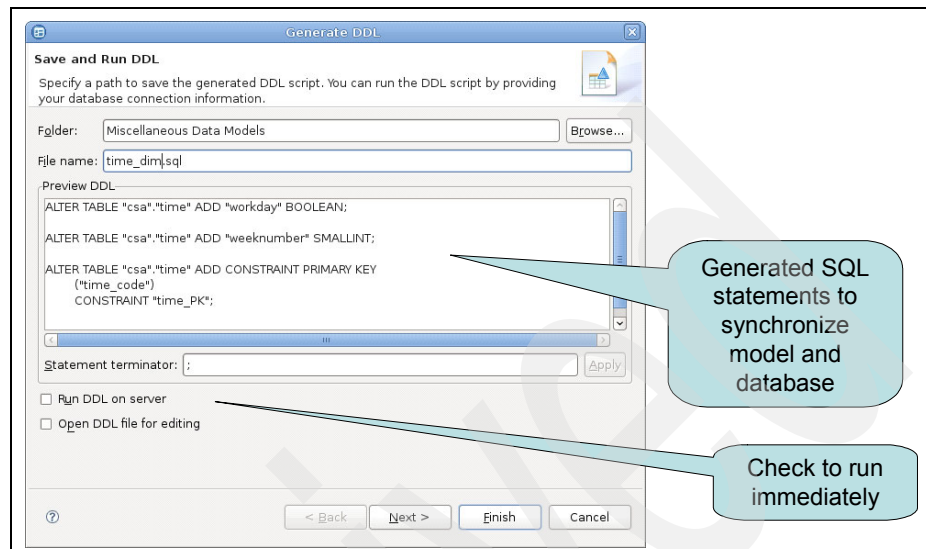 Generate DDL
Save and Run DDL
Specify a path to save the generated DDL script. You can run the DDL script by providing
your database connection information.
Folder: Miscellaneous Data Models Browse...
File name: time_dim.sql
Preview DDL
ALTER TABLE "csa"."time" ADD "workday" BOOLEAN;
ALTER TABLE "csa"."time" ADD "weeknumber" SMALLINT;
ALTER TABLE "csa"."time" ADD CONSTRAINT PRIMARY KEY
("time_code")
CONSTRAINT "time_PK";
Statement terminator: ; Apply
Run DDL on server
Open DDL file for editing
< Back Next > Finish Cancel
Generated SQL
statements to
synchronize
model and
database
Check to run
immediately